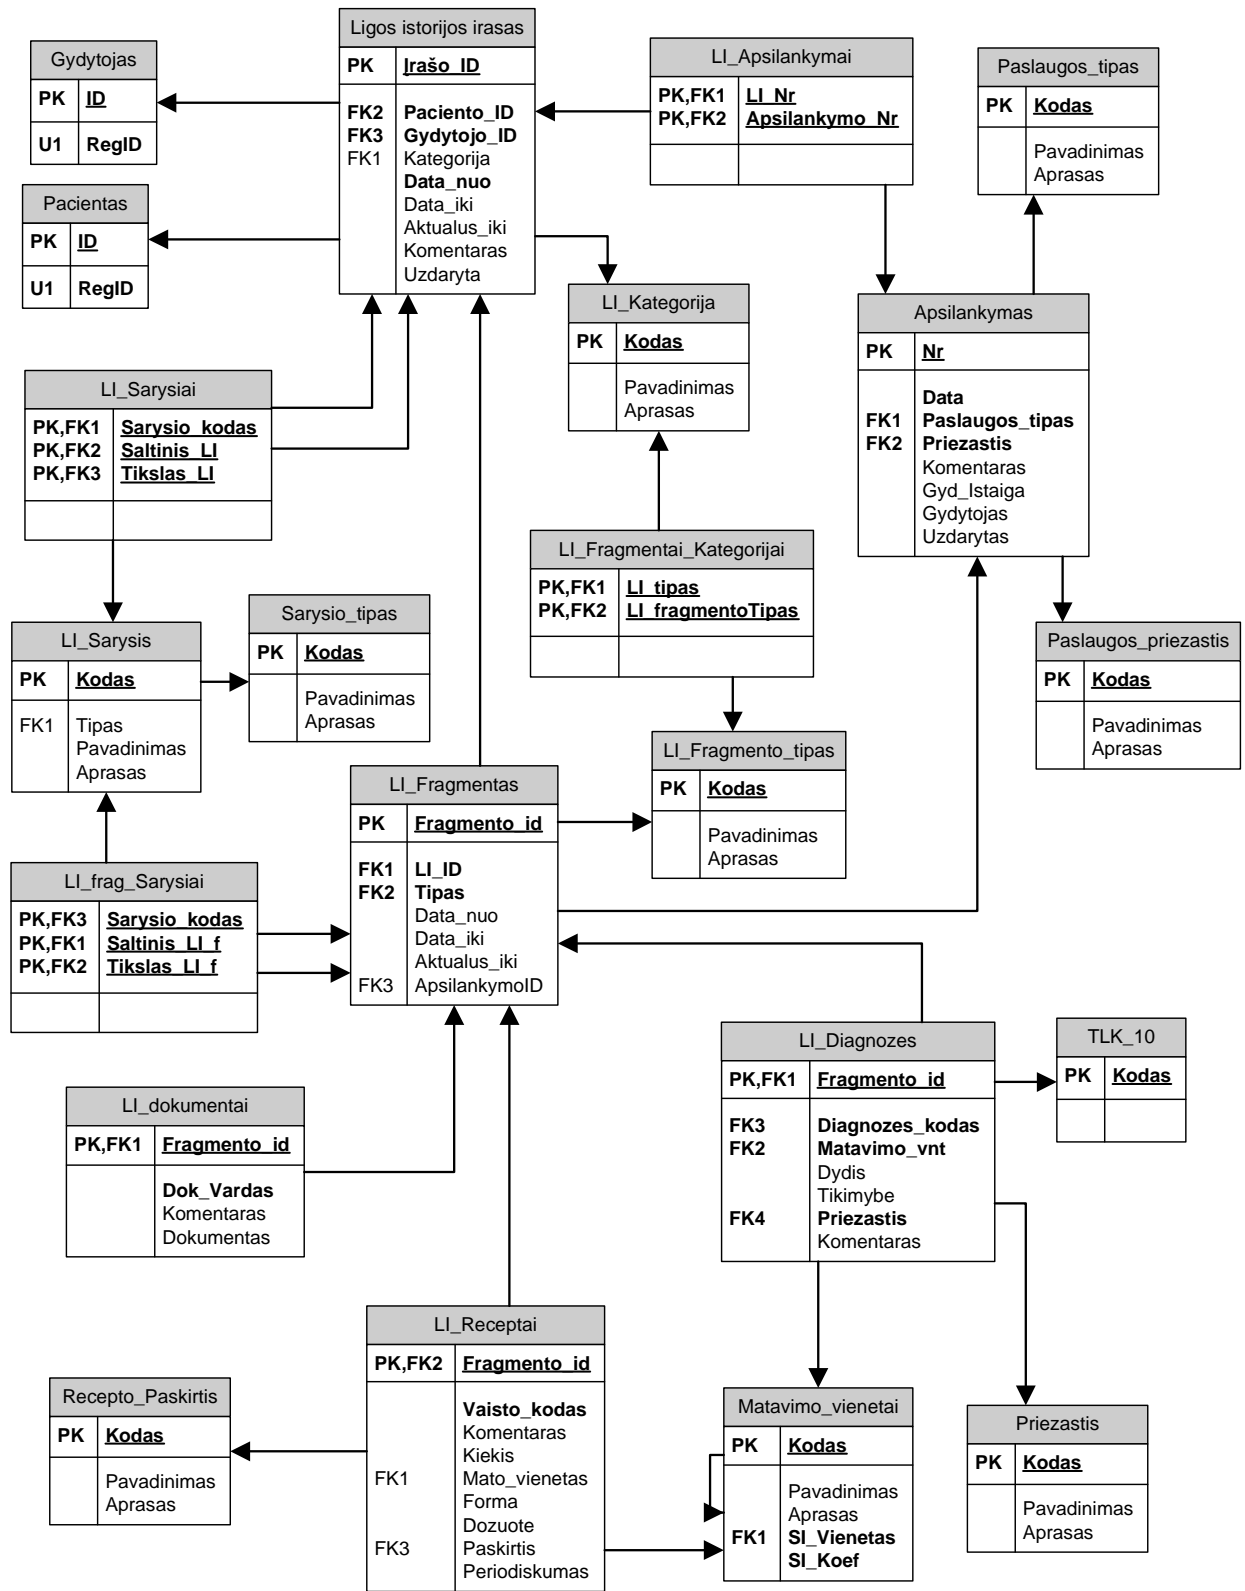 Ligos istorijos irasas
PK Įrašo_ID
FK2 Paciento_ID
FK3 Gydytojo_ID
FK1 Kategorija
Data_nuo
Data_iki
Aktualus_iki
Komentaras
Uzdaryta
Gydytojas
PK ID
U1 RegID
Pacientas
PK ID
U1 RegID
LI_Apsilankymai
PK,FK1 LI_Nr
PK,FK2 Apsilankymo_Nr
Paslaugos_tipas
PK Kodas
Pavadinimas
Aprasas
LI_Kategorija
PK Kodas
Pavadinimas
Aprasas
Apsilankymas
PK Nr
Data
FK1 Paslaugos_tipas
FK2 Priezastis
Komentaras
Gyd_Istaiga
Gydytojas
Uzdarytas
LI_Sarysiai
PK,FK1 Sarysio_kodas
PK,FK2 Saltinis_LI
PK,FK3 Tikslas_LI
LI_Fragmentai_Kategorijai
PK,FK1 LI_tipas
PK,FK2 LI_fragmentoTipas
LI_Sarysis
PK Kodas
FK1 Tipas
Pavadinimas
Aprasas
Sarysio_tipas
PK Kodas
Pavadinimas
Aprasas
Paslaugos_priezastis
PK Kodas
Pavadinimas
Aprasas
LI_Fragmento_tipas
PK Kodas
Pavadinimas
Aprasas
LI_Fragmentas
PK Fragmento_id
FK1 LI_ID
FK2 Tipas
Data_nuo
Data_iki
Aktualus_iki
FK3 ApsilankymoID
LI_frag_Sarysiai
PK,FK3 Sarysio_kodas
PK,FK1 Saltinis_LI_f
PK,FK2 Tikslas_LI_f
LI_Diagnozes
PK,FK1 Fragmento_id
FK3 Diagnozes_kodas
FK2 Matavimo_vnt
Dydis
Tikimybe
FK4 Priezastis
Komentaras
TLK_10
PK Kodas
LI_dokumentai
PK,FK1 Fragmento_id
Dok_Vardas
Komentaras
Dokumentas
LI_Receptai
PK,FK2 Fragmento_id
Vaisto_kodas
Komentaras
Kiekis
FK1 Mato_vienetas
Forma
Dozuote
FK3 Paskirtis
Periodiskumas
Recepto_Paskirtis
PK Kodas
Pavadinimas
Aprasas
Matavimo_vienetai
PK Kodas
Pavadinimas
Aprasas
FK1 SI_Vienetas
SI_Koef
Priezastis
PK Kodas
Pavadinimas
Aprasas